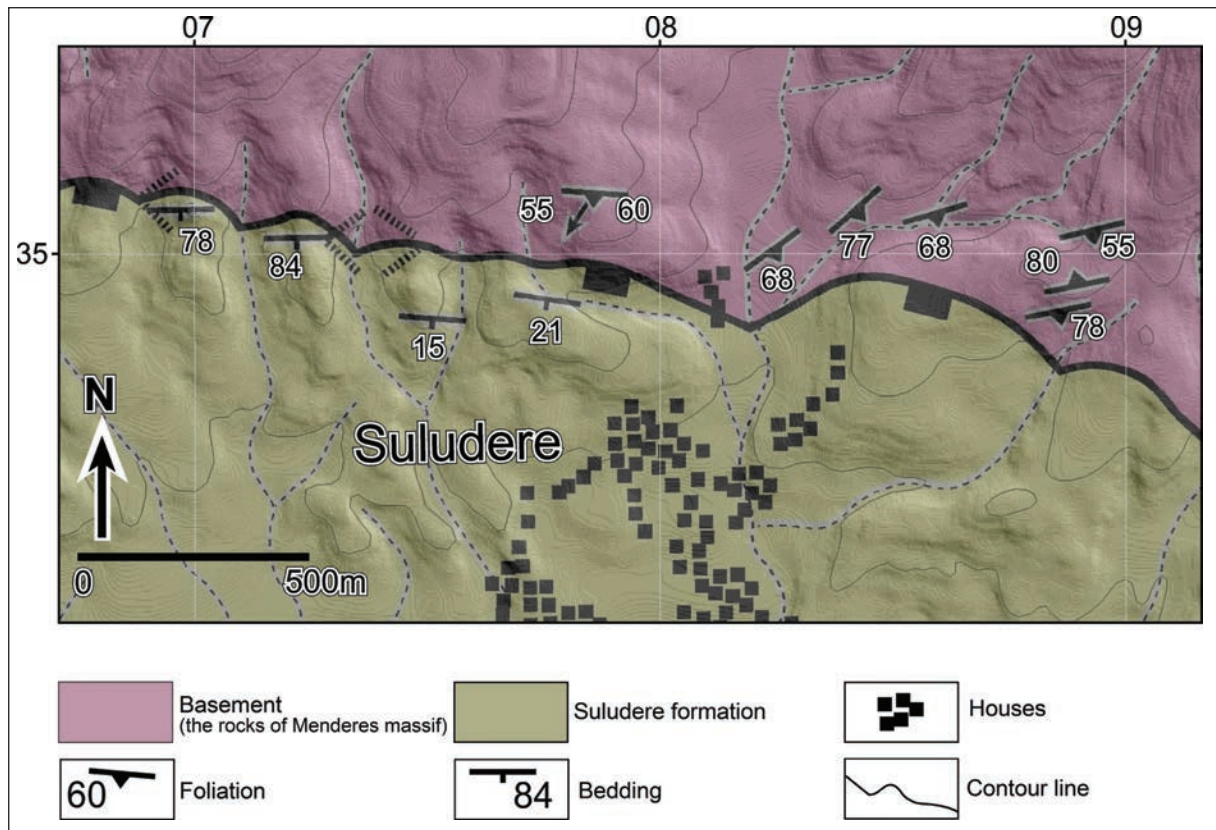 07 08 09
55 60
78
35
84
77 68
80 55
68
78
15
21
N
Suludere
0 500m
Basement
(the rocks of Menderes massif)
Suludere formation
Houses
60 Foliation
84 Bedding
Contour line